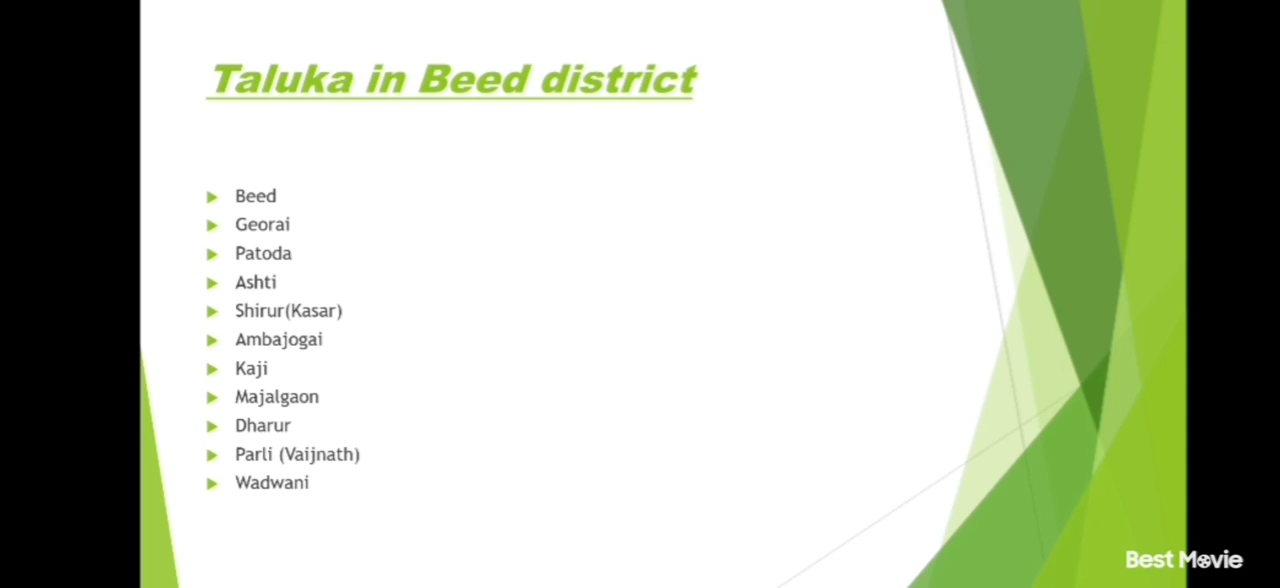 Taluka in Beed district
Beed
Georai
Patoda
Ashti
Shirur(Kasar)
Ambajogai
Kaji
Majalgaon
Dharur
Parli (Vaijnath)
Wadwani
Best Movie